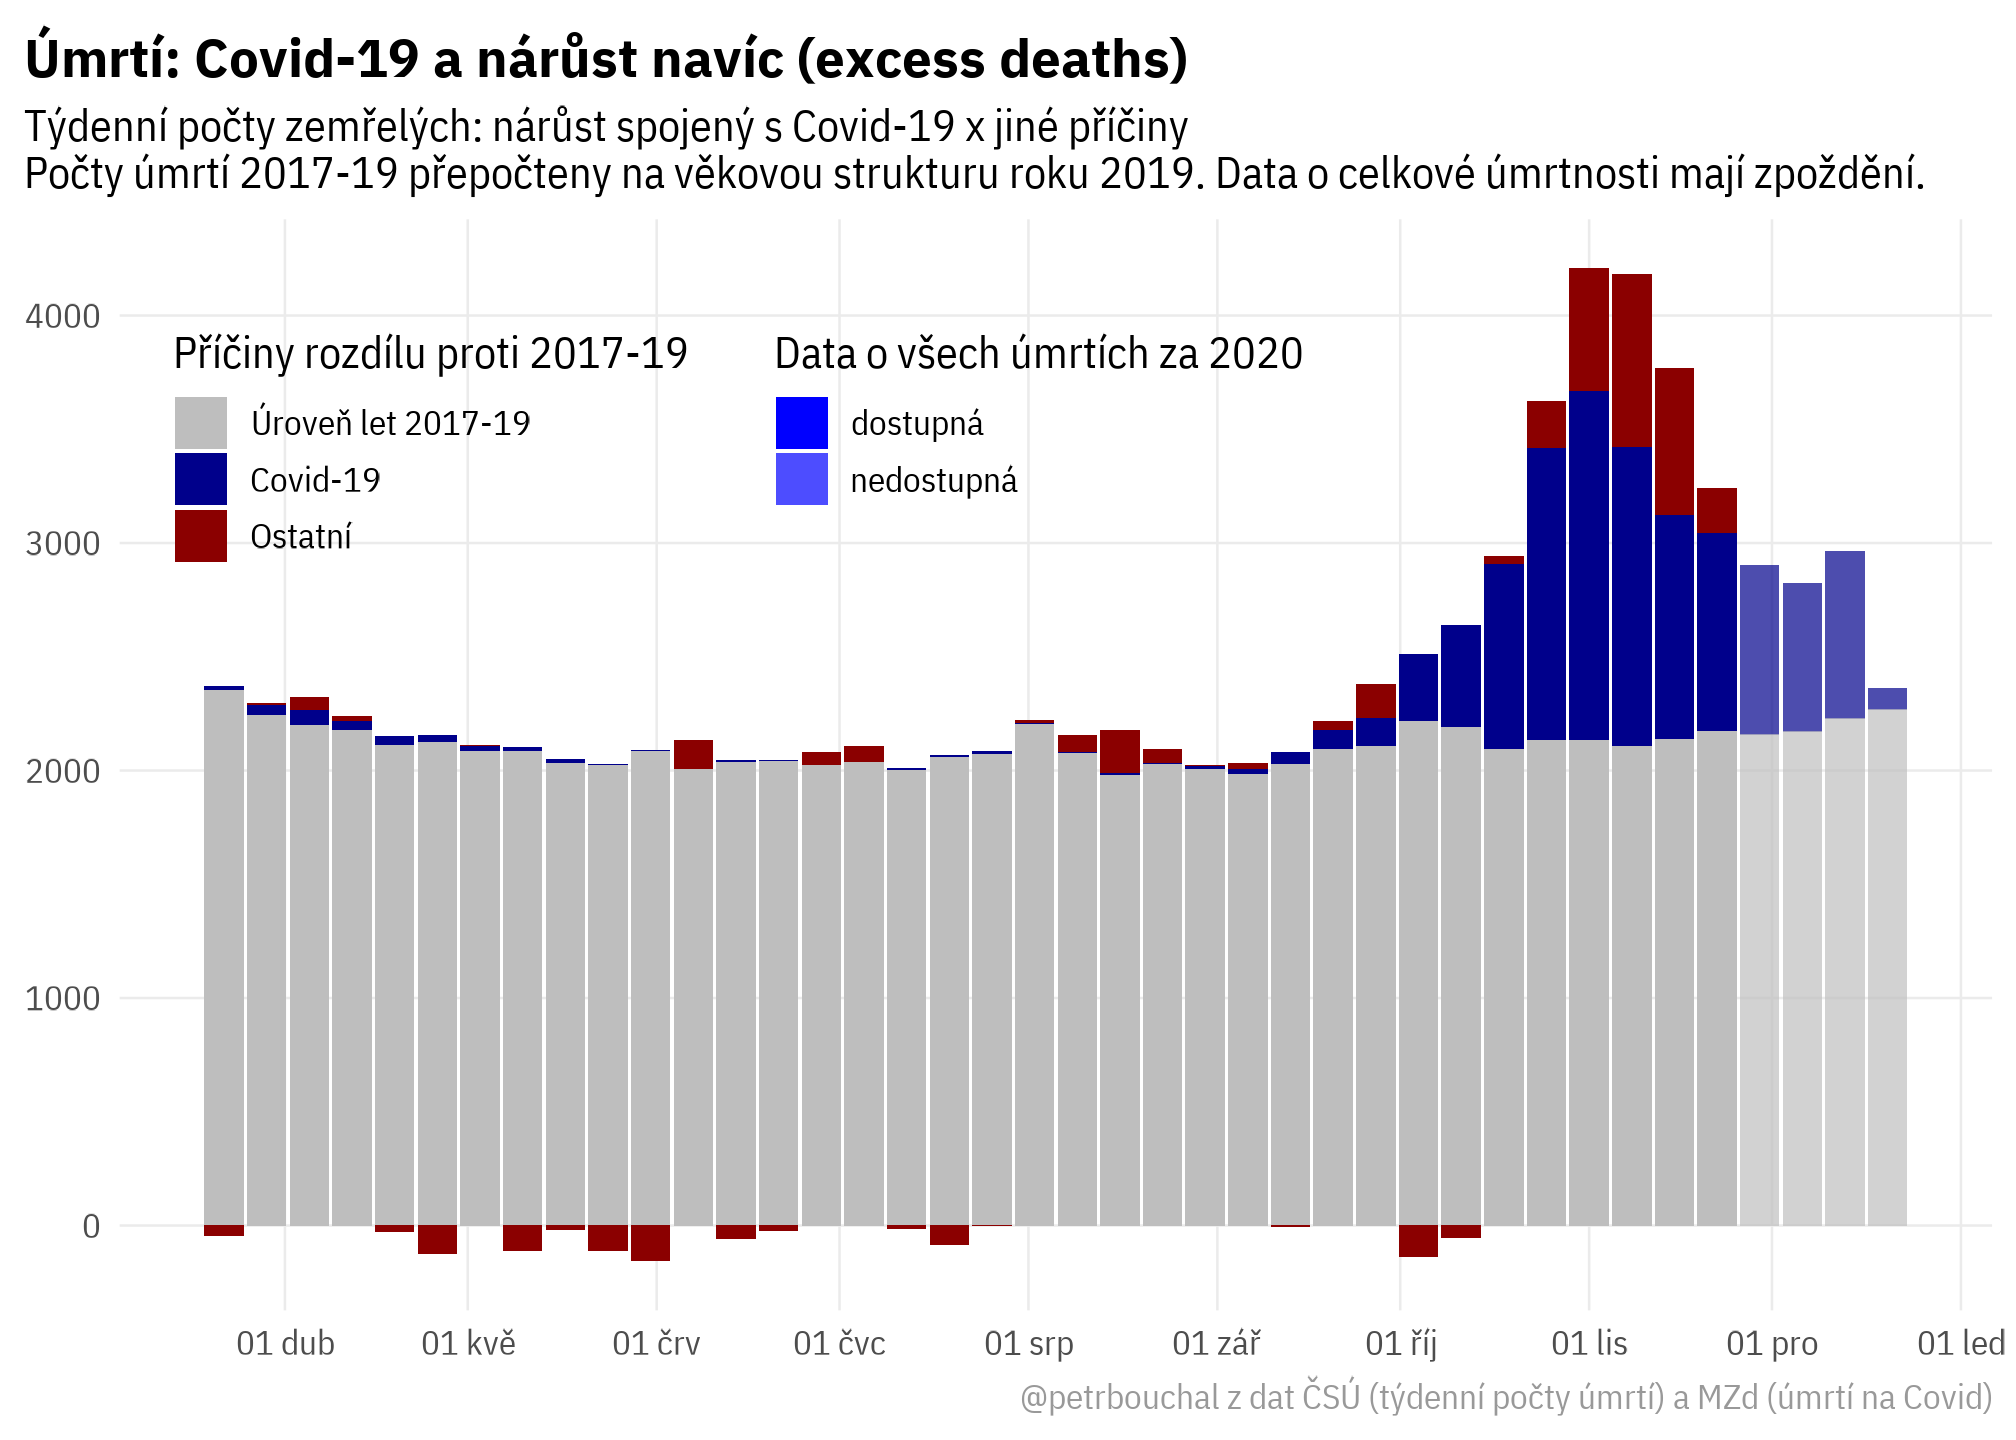 Úmrtí: Covid-19 a nárůst navíc (excess deaths)
Týdenní počty zemřelých: nárůst spojený s Covid-19 x jiné příčiny
Počty úmrtí 2017-19 přepočteny na věkovou strukturu roku 2019. Data o celkové úmrtnosti mají zpoždění.
4000
3000
2000
1000
0
Příčiny rozdílu proti 2017-19
Úroveň let 2017-19
Covid-19
Ostatní
Data o všech úmrtích za 2020
dostupná
nedostupná
01 dub
01 kvě
01 črv
01 čvc
01 srp
01 zář
01 říj
01 lis
01 pro
01 led
@petrbouchal z dat ČSÚ (týdenní počty úmrtí) a MZd (úmrtí na Covid)